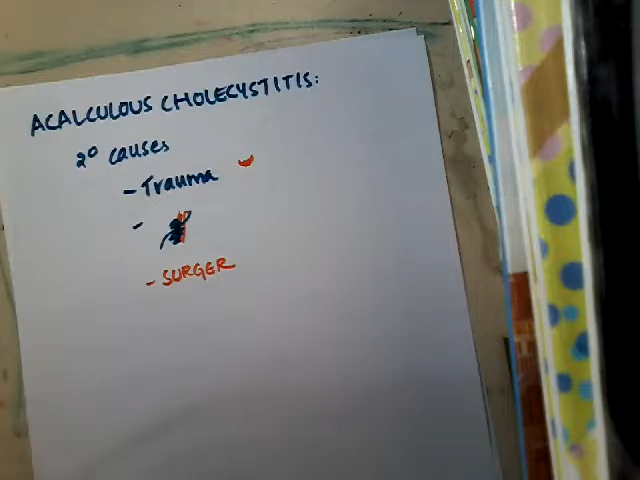 ACALCULOUS CHOLECYSTITIS:
2° causes
- Trauma
-
- SURGER